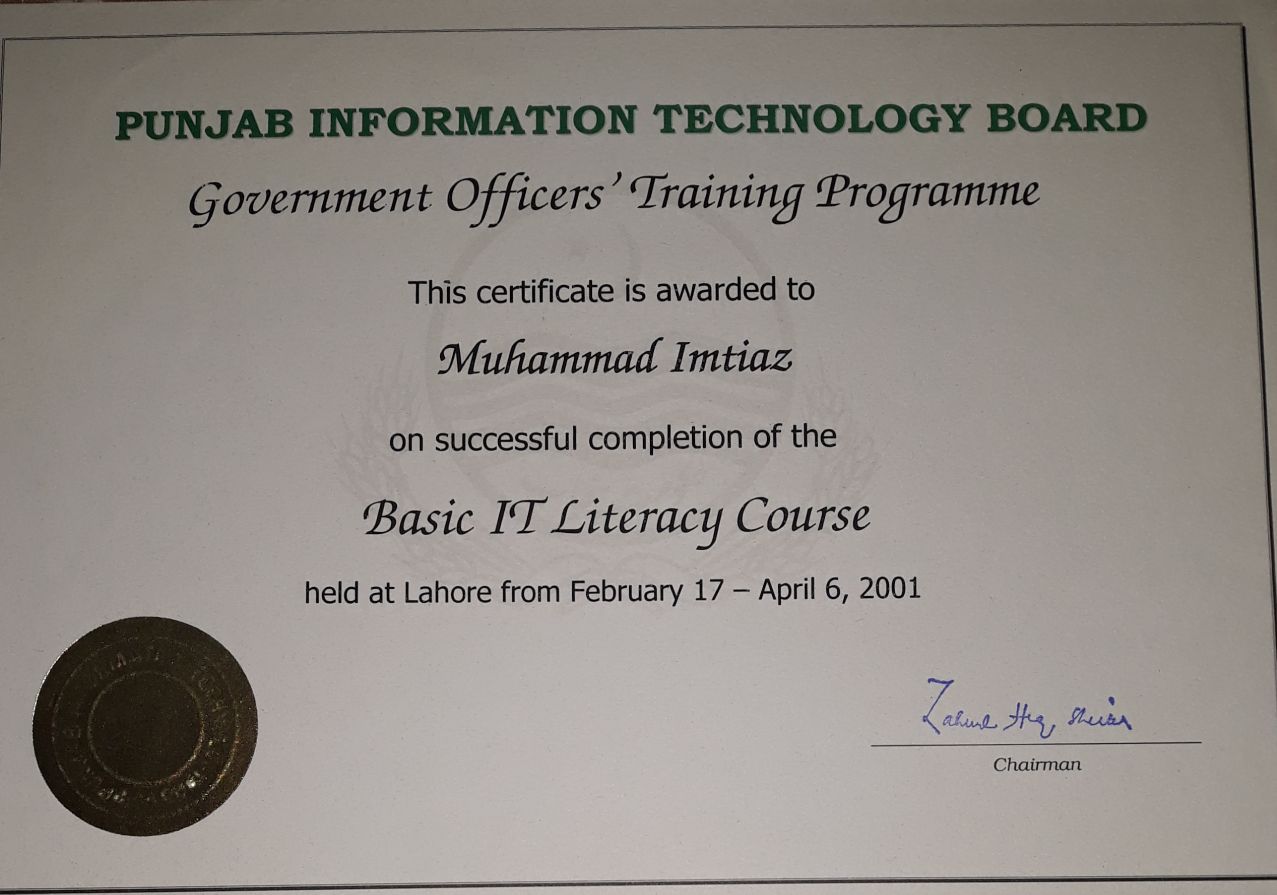 PUNJAB INFORMATION TECHNOLOGY BOARD
Government Officers’ Training Programme
This certificate is awarded to
Muhammad Imtiaz
on successful completion of the
Basic IT Literacy Course
held at Lahore from February 17 – April 6, 2001
Chairman